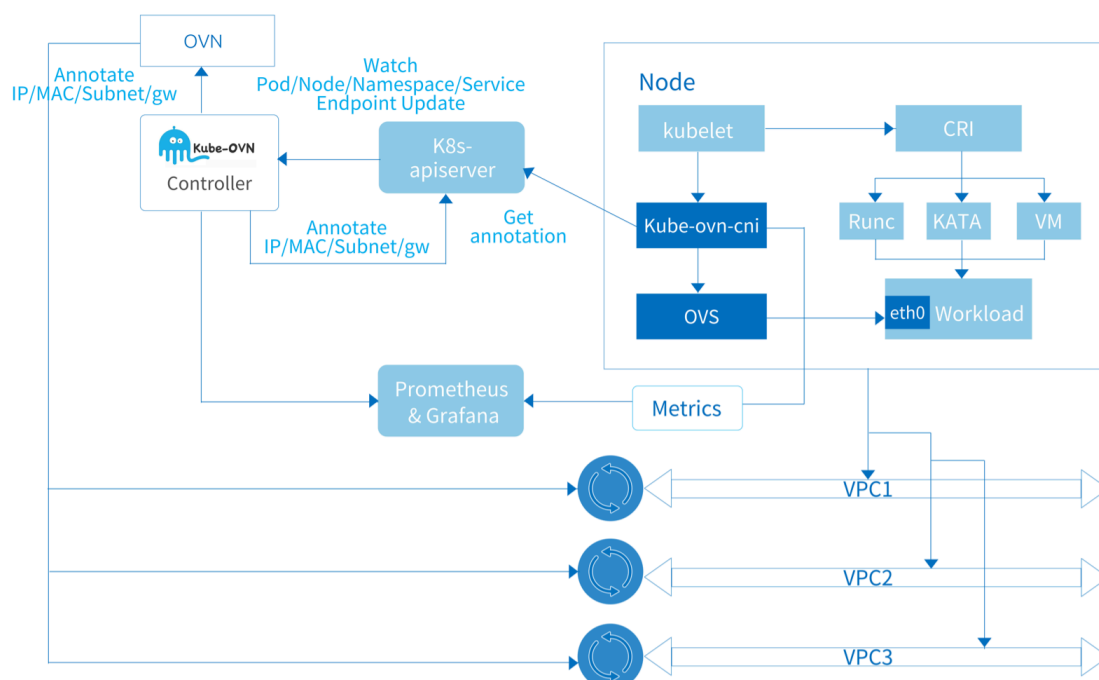 OVN
Annotate
IP/MAC/Subnet/gw
Watch
Pod/Node/Namespace/Service
Endpoint Update
Node
kubelet
CRI
Kube-OVN
Controller
K8s-
apiserver
Runc
KATA
VM
Kube-ovn-cni
Get
annotation
Annotate
IP/MAC/Subnet/gw
OVS
eth0
Workload
Prometheus
& Grafana
Metrics
VPC1
VPC2
VPC3